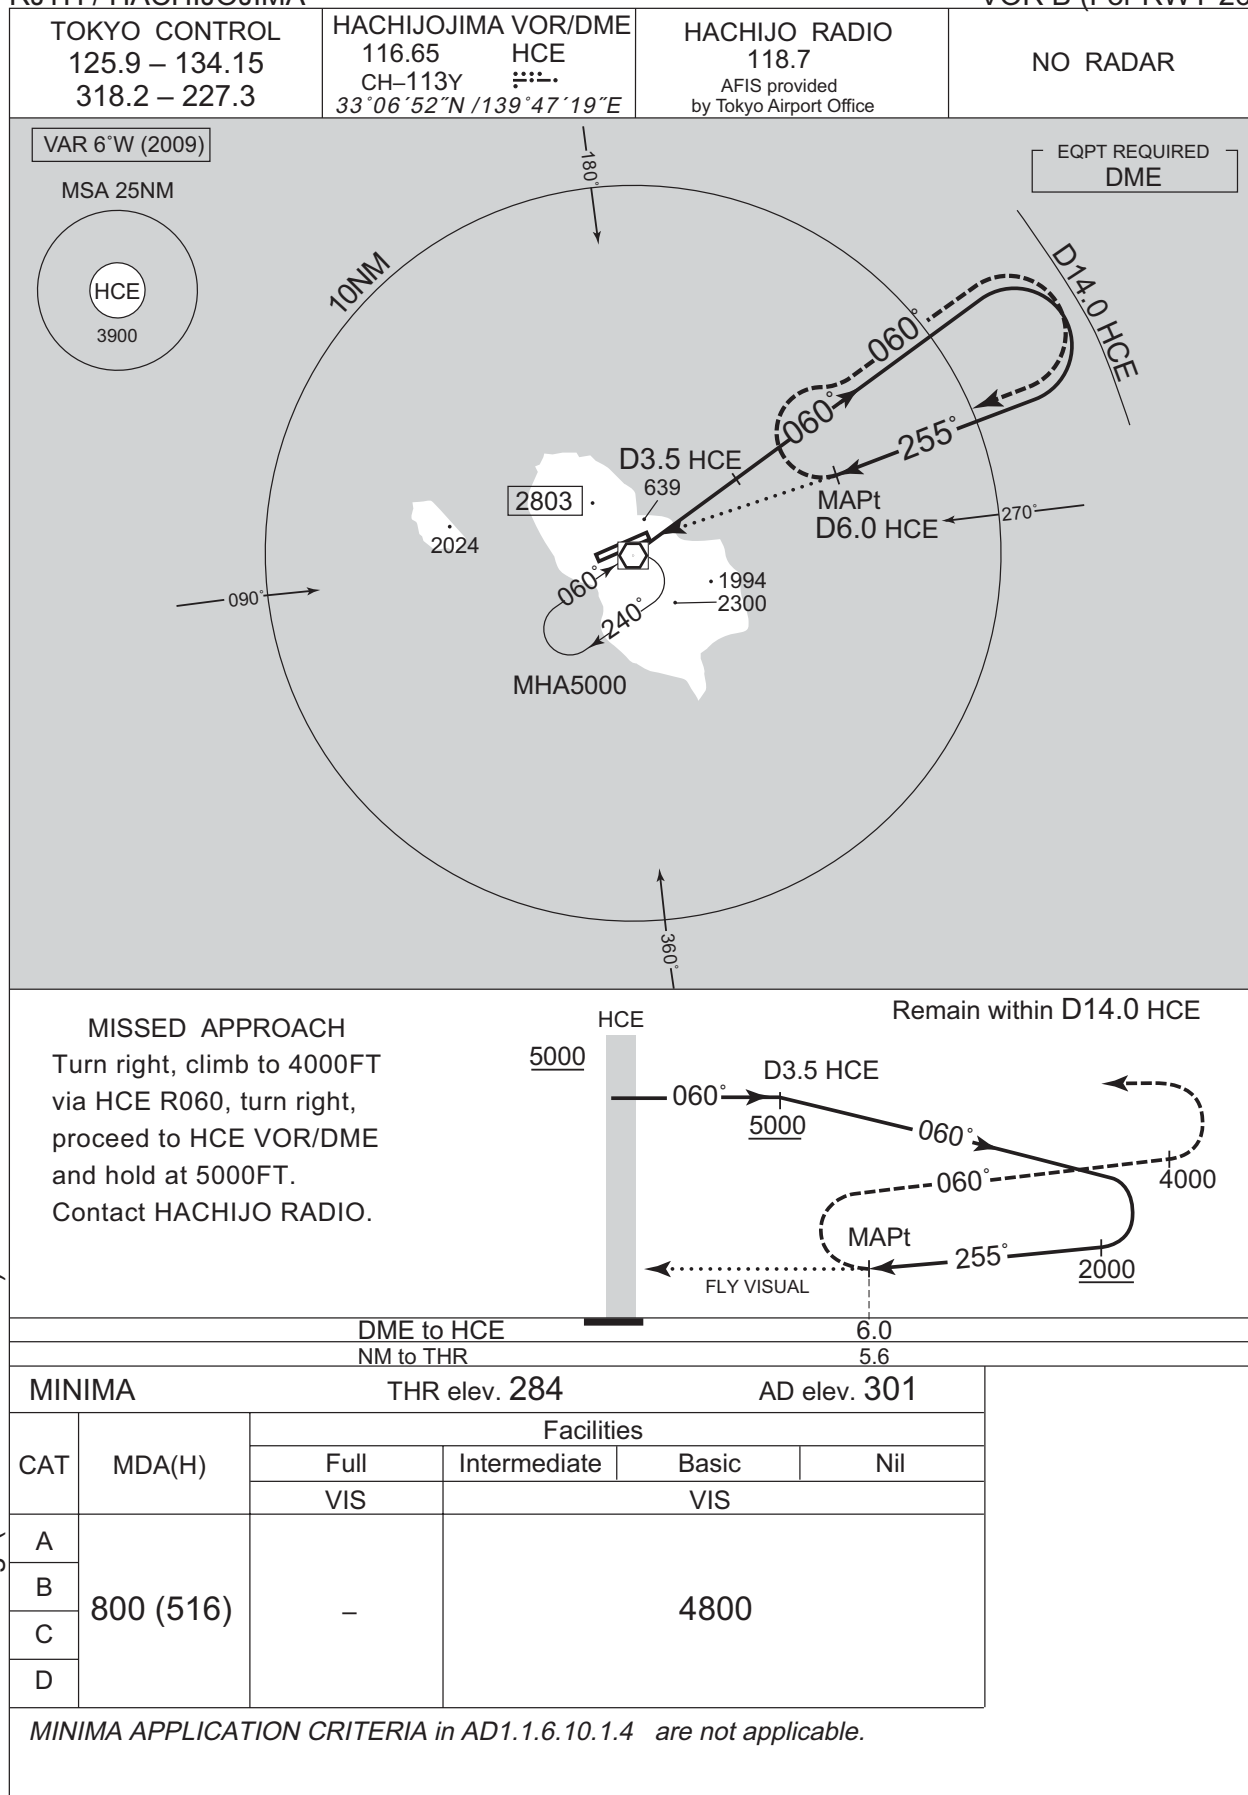 RJTH / HACHIJOJIMA
TOKYO CONTROL
125.9 – 134.15
318.2 – 227.3
HACHIJOJIMA VOR/DME
116.65 HCE
CH–113Y
33°06′52″N /139°47′19″E
HACHIJO RADIO
118.7
AFIS provided
by Tokyo Airport Office
NO RADAR
VAR 6°W (2009)
MSA 25NM
HCE
3900
EQPT REQUIRED
DME
180°
10NM
D14.0 HCE
060°
060°
255°
D3.5 HCE
639
2803
MAPt
D6.0 HCE
270°
2024
1994
2300
090°
060°
240°
MHA5000
360°
MISSED APPROACH
Turn right, climb to 4000FT
via HCE R060, turn right,
proceed to HCE VOR/DME
and hold at 5000FT.
Contact HACHIJO RADIO.
Remain within D14.0 HCE
HCE
5000
D3.5 HCE
060°
5000
060°
060°
4000
MAPt
255°
2000
FLY VISUAL
DME to HCE 6.0
NM to THR 5.6
MINIMA THR elev. 284 AD elev. 301
CAT MDA(H) Facilities
Full Intermediate Basic Nil
VIS VIS
A
B
C
D
800 (516) – 4800
MINIMA APPLICATION CRITERIA in AD1.1.6.10.1.4 are not applicable.